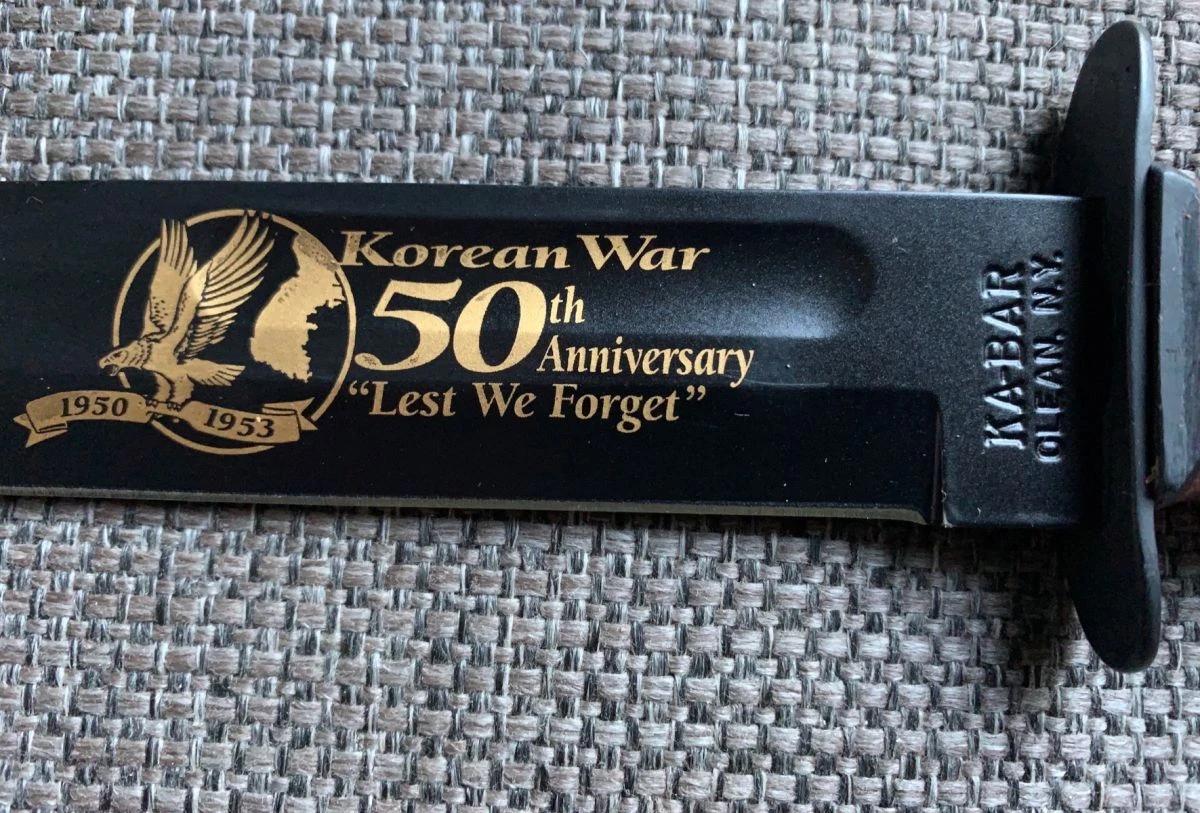 Korean War
50th
Anniversary
“Lest We Forget”
1950
1953
KA-BAR
OLEAN, N.Y.